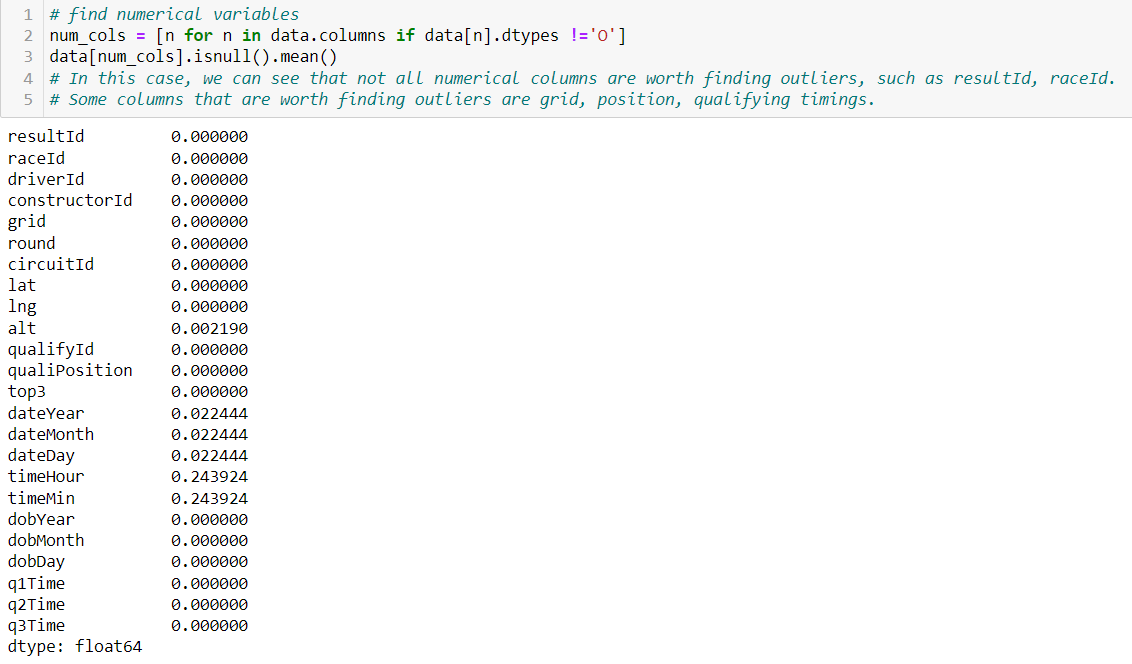 1 # find numerical variables
2 num_cols = [n for n in data.columns if data[n].dtypes !='O']
3 data[num_cols].isnull().mean()
4 # In this case, we can see that not all numerical columns are worth finding outliers, such as resultId, raceId.
5 # Some columns that are worth finding outliers are grid, position, qualifying timings.
resultId 0.000000
raceId 0.000000
driverId 0.000000
constructorId 0.000000
grid 0.000000
round 0.000000
circuitId 0.000000
lat 0.000000
lng 0.000000
alt 0.002190
qualifyId 0.000000
qualiPosition 0.000000
top3 0.000000
dateYear 0.022444
dateMonth 0.022444
dateDay 0.022444
timeHour 0.243924
timeMin 0.243924
dobYear 0.000000
dobMonth 0.000000
dobDay 0.000000
q1Time 0.000000
q2Time 0.000000
q3Time 0.000000
dtype: float64